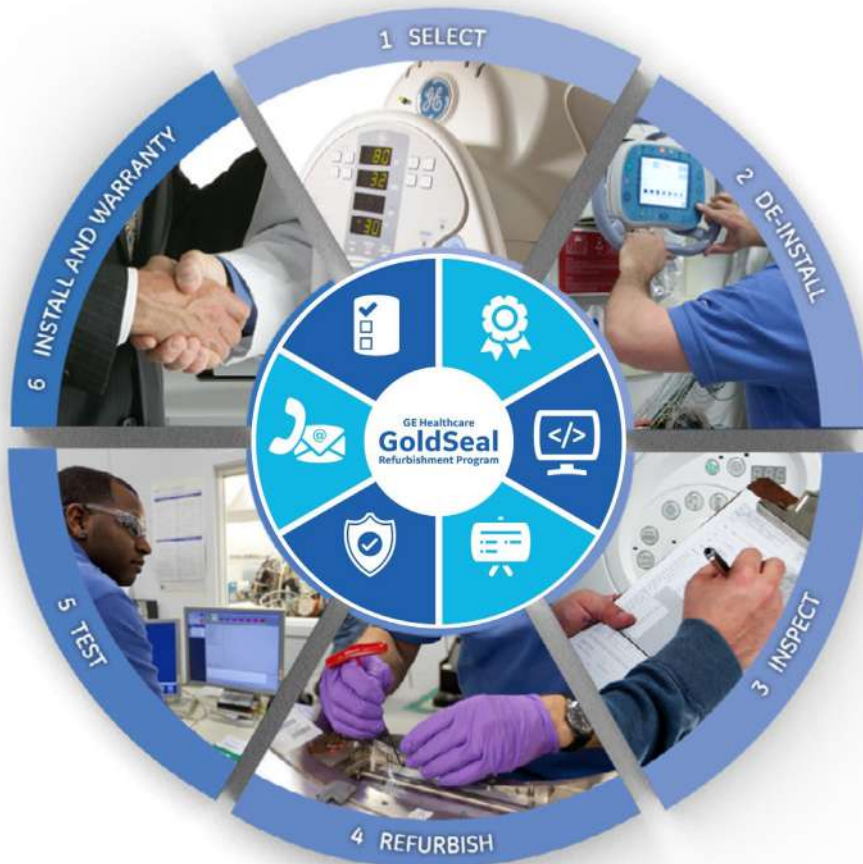 1 SELECT
2 DE-INSTALL
3 INSPECT
4 REFURBISH
5 TEST
6 INSTALL AND WARRANTY
GE Healthcare
GoldSeal
Refurbishment Program
GE
80
32
30
@
</>